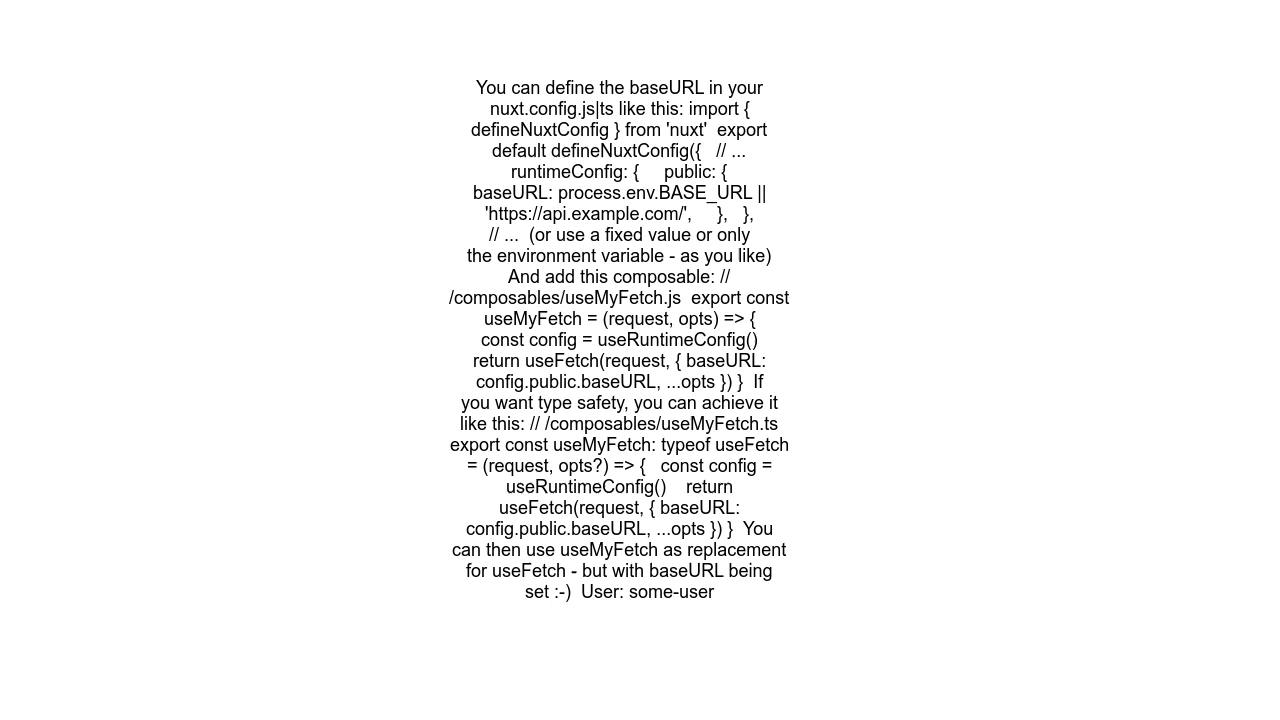 You can define the baseURL in your
nuxt.config.js|ts like this: import {
defineNuxtConfig } from 'nuxt'  export
default defineNuxtConfig({   // ...
runtimeConfig: {     public: {
baseURL: process.env.BASE_URL ||
'https://api.example.com/',     },   },
// ...  (or use a fixed value or only
the environment variable - as you like)
And add this composable: //
/composables/useMyFetch.js  export const
useMyFetch = (request, opts) => {
const config = useRuntimeConfig()
return useFetch(request, { baseURL:
config.public.baseURL, ...opts }) }  If
you want type safety, you can achieve it
like this: // /composables/useMyFetch.ts
export const useMyFetch: typeof useFetch
= (request, opts?) => {   const config =
useRuntimeConfig()    return
useFetch(request, { baseURL:
config.public.baseURL, ...opts }) }  You
can then use useMyFetch as replacement
for useFetch - but with baseURL being
set :-)  User: some-user